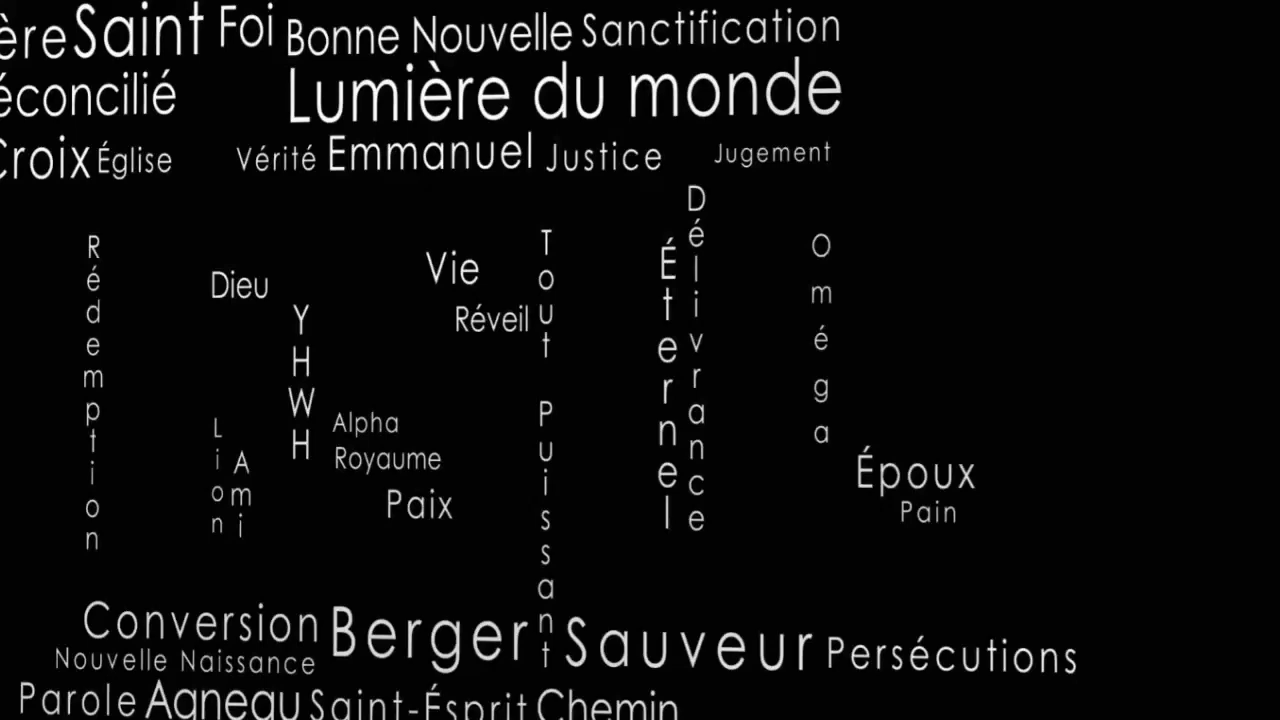 ère Saint Foi Bonne Nouvelle Sanctification
éconcilié Lumière du monde
Croix Église Vérité Emmanuel Justice Jugement
Rédemption
Dieu
YHWH
Vie
Réveil
Tout Puissant
Éternel
Délivrance
Oméga
Lion
Ami
Alpha
Royaume
Paix
Époux
Pain
Conversion Berger Sauveur Persécutions
Nouvelle Naissance
Parole Agneau Saint-Ésprit Chemin